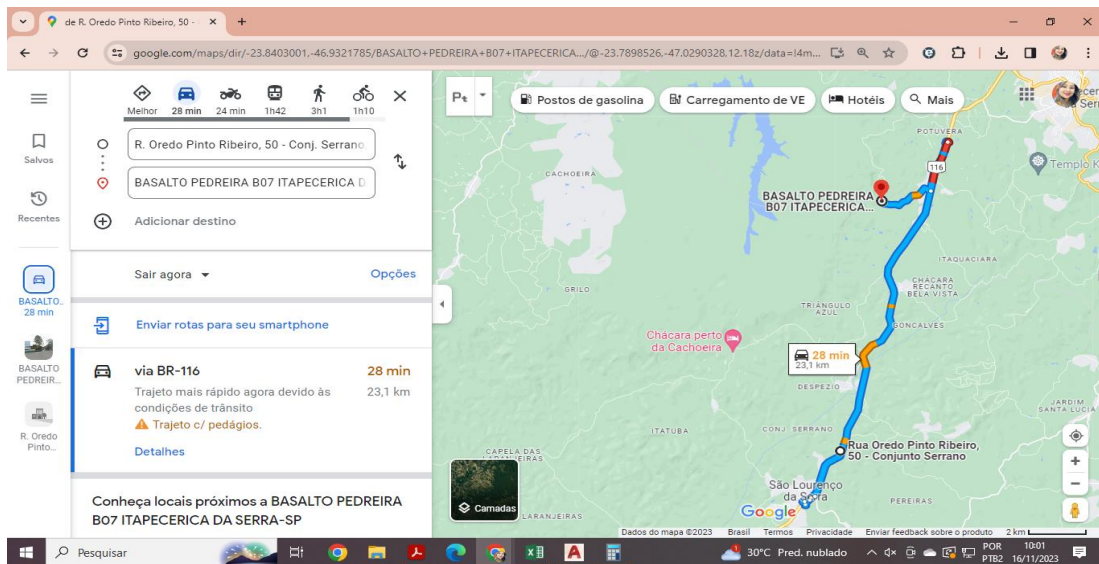 de R. Oredo Pinto Ribeiro, 50 -
google.com/maps/dir/-23.8403001,-46.9321785/BASALTO+PEDREIRA+B07+ITAPECERICA.../@-23.7898526,-47.0290328,12.18z/data=!4m...
Melhor
28 min
24 min
1h42
3h1
1h10
Salvos
Recentes
BASALTO..
28 min
BASALTO
PEDREIR...
R. Oredo
Pinto...
R. Oredo Pinto Ribeiro, 50 - Conj. Serrano
BASALTO PEDREIRA B07 ITAPECERICA D
Adicionar destino
Sair agora
Opções
Enviar rotas para seu smartphone
via BR-116
28 min
Trajeto mais rápido agora devido às
23,1 km
condições de trânsito
Trajeto c/ pedágios.
Detalhes
Conheça locais próximos a BASALTO PEDREIRA
B07 ITAPECERICA DA SERRA-SP
Postos de gasolina
Carregamento de VE
Hotéis
Mais
POTUVERA
116
Templo K
CACHOEIRA
BASALTO PEDREIRA
B07 ITAPECERICA...
ITAQUACIARA
CHÁCARA
RECANTO
BELA VISTA
GRILO
TRIÂNGULO
AZUL
GONCALVES
Chácara perto
da Cachoeira
28 min
23,1 km
DESPEZIO
JARDIM
SANTA LUCIA
ITATUBA
CONJ. SERRANO
Rua Oredo Pinto Ribeiro,
50 - Conjunto Serrano
CAPELA DAS
LARANJEIRAS
São Lourenço
da Serra
PEREIRAS
Camadas
LARANJEIRAS
Google
Dados do mapa ©2023
Brasil
Termos
Privacidade
Enviar feedback sobre o produto
2 km
Pesquisar
30°C Pred. nublado
POR
PTB2
10:01
16/11/2023